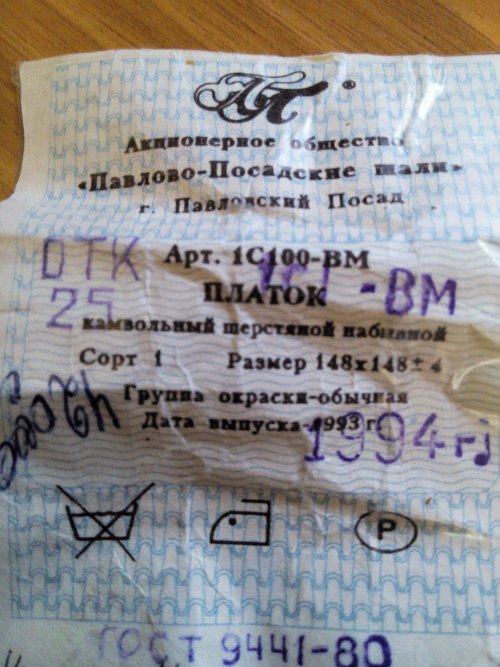 АП ®
Акционерное общество
«Павлово-Посадские шали»
г. Павловский Посад
ОТК Арт. 1С100-ВМ
ПЛАТОК -ВМ
25 камвольный шерстяной набивной
Сорт 1 Размер 148х148±4
Группа окраски-обычная
Дата выпуска-1993 г.
1994 г
P
ГОСТ 9441-80